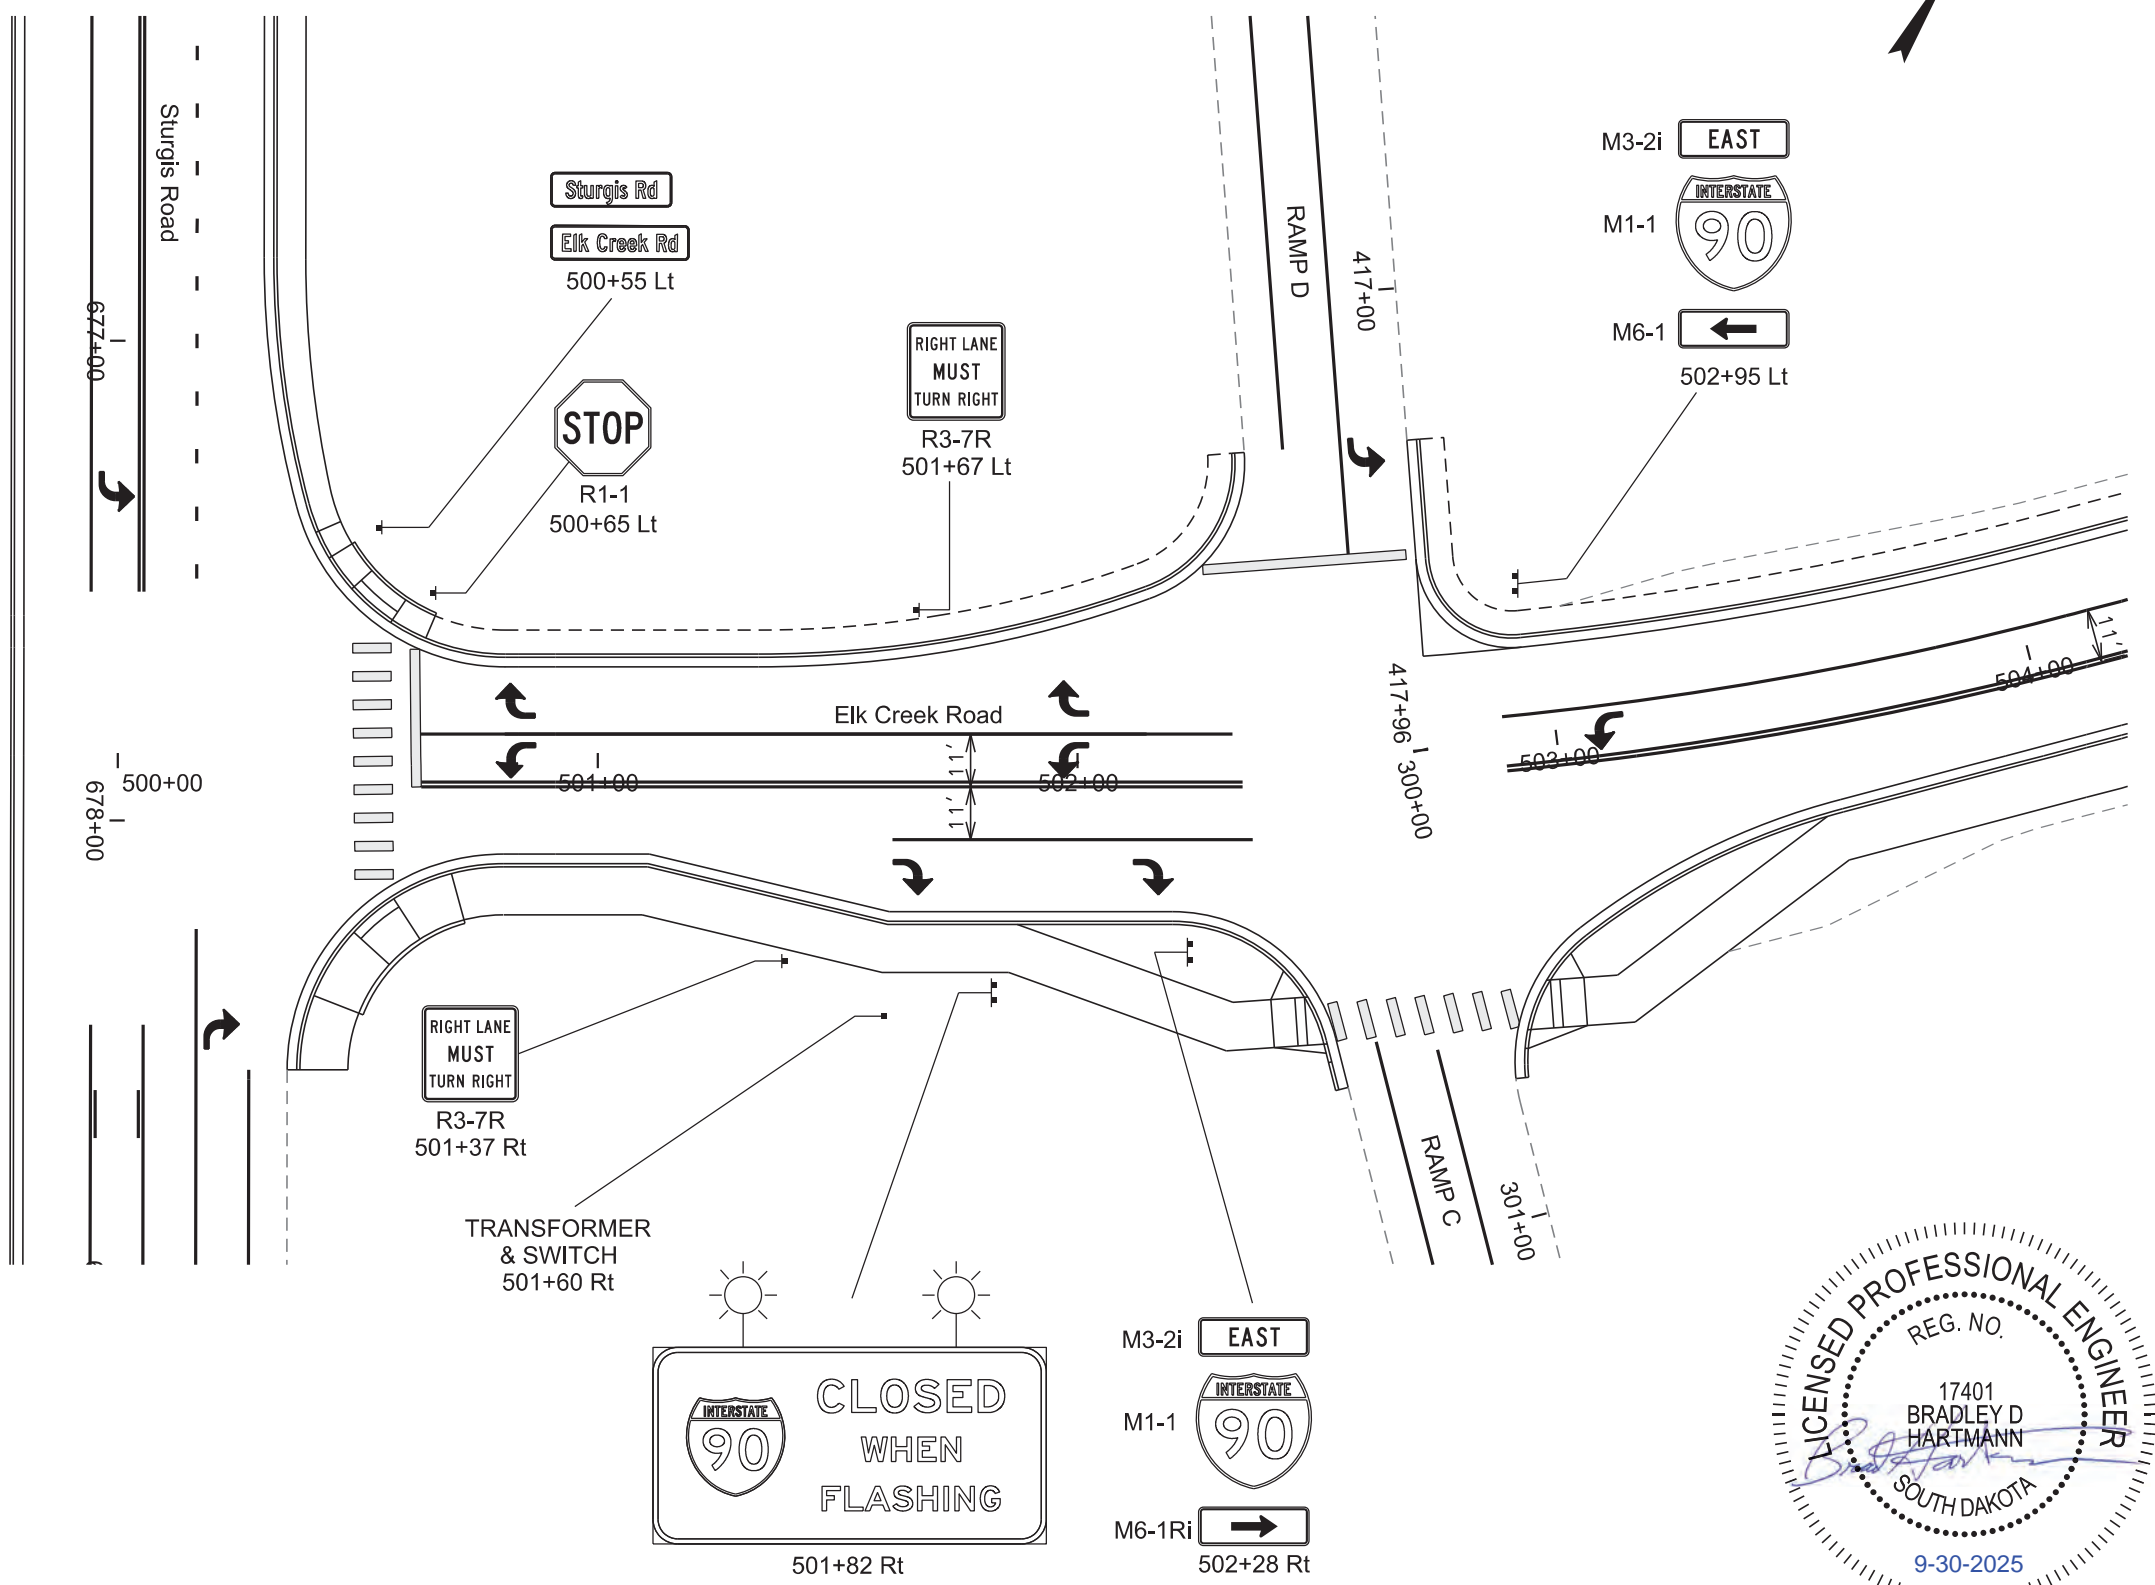 Sturgis Road
677+00
678+00
500+00
Sturgis Rd
Elk Creek Rd
500+55 Lt
STOP
R1-1
500+65 Lt
RIGHT LANE
MUST
TURN RIGHT
R3-7R
501+67 Lt
RAMP D
417+00
M3-2i
EAST
M1-1
INTERSTATE
90
M6-1
502+95 Lt
Elk Creek Road
11'
11'
11'
501+00
502+00
417+96
300+00
503+00
504+00
RIGHT LANE
MUST
TURN RIGHT
R3-7R
501+37 Rt
TRANSFORMER
& SWITCH
501+60 Rt
INTERSTATE
90
CLOSED
WHEN
FLASHING
501+82 Rt
M3-2i
EAST
M1-1
INTERSTATE
90
M6-1Ri
502+28 Rt
RAMP C
301+00
LICENSED PROFESSIONAL ENGINEER
REG. NO.
17401
BRADLEY D
HARTMANN
SOUTH DAKOTA
9-30-2025